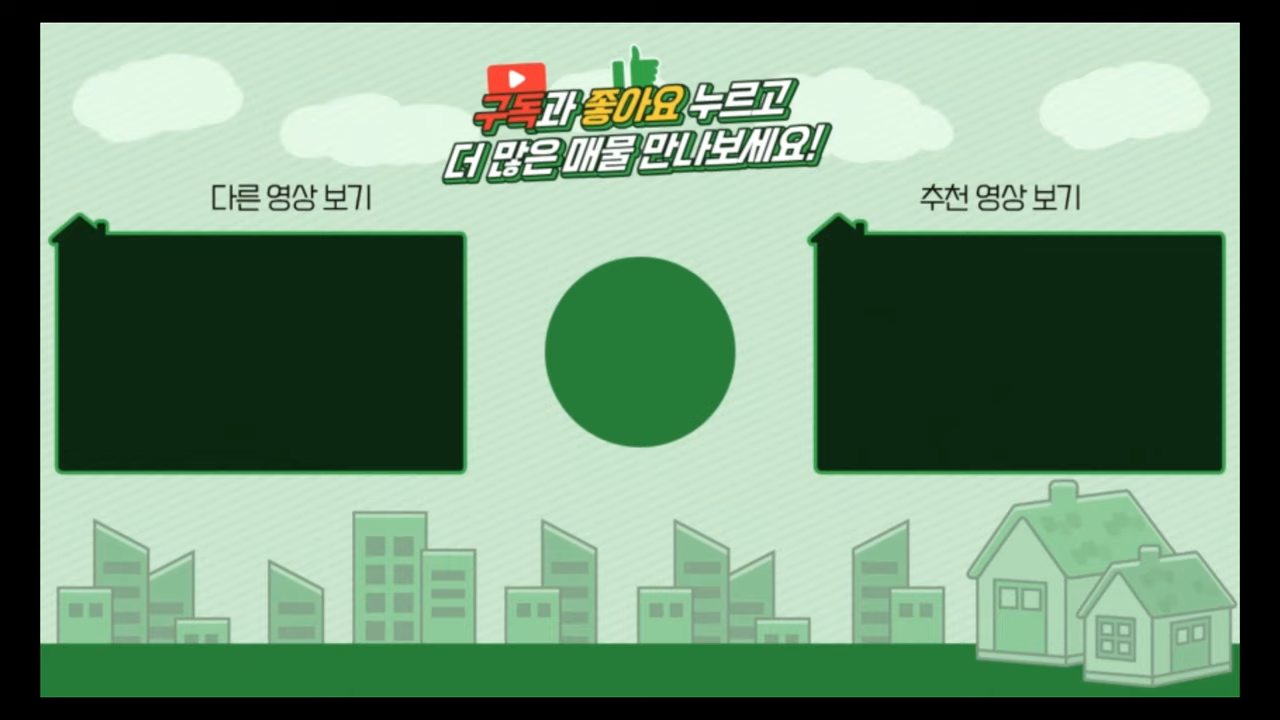 구독과 좋아요 누르고
더 많은 매물 만나보세요!
다른 영상 보기
추천 영상 보기